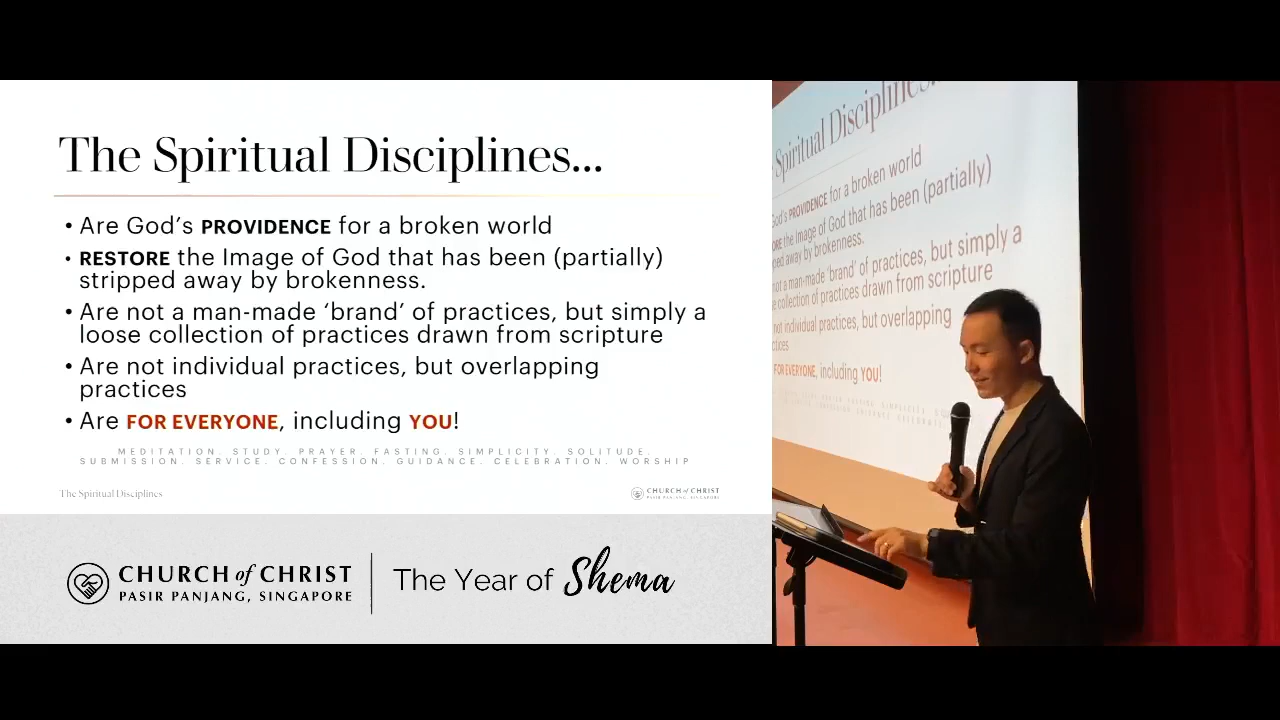 The Spiritual Disciplines...
• Are God's PROVIDENCE for a broken world
• RESTORE the Image of God that has been (partially)
stripped away by brokenness.
• Are not a man-made ‘brand’ of practices, but simply a
loose collection of practices drawn from scripture
• Are not individual practices, but overlapping
practices
• Are FOR EVERYONE, including YOU!
MEDITATION. STUDY. PRAYER. FASTING. SIMPLICITY. SOLITUDE.
SUBMISSION. SERVICE. CONFESSION. GUIDANCE. CELEBRATION. WORSHIP
The Spiritual Disciplines
CHURCH of CHRIST
PASIR PANJANG, SINGAPORE
CHURCH of CHRIST
PASIR PANJANG, SINGAPORE
The Year of Shema
Spiritual Disciplines...
God's PROVIDENCE for a broken world
the Image of God that has been (partially)
away by brokenness.
not a man-made ‘brand’ of practices, but simply a
collection of practices drawn from scripture
not individual practices, but overlapping
FOR EVERYONE, including YOU!